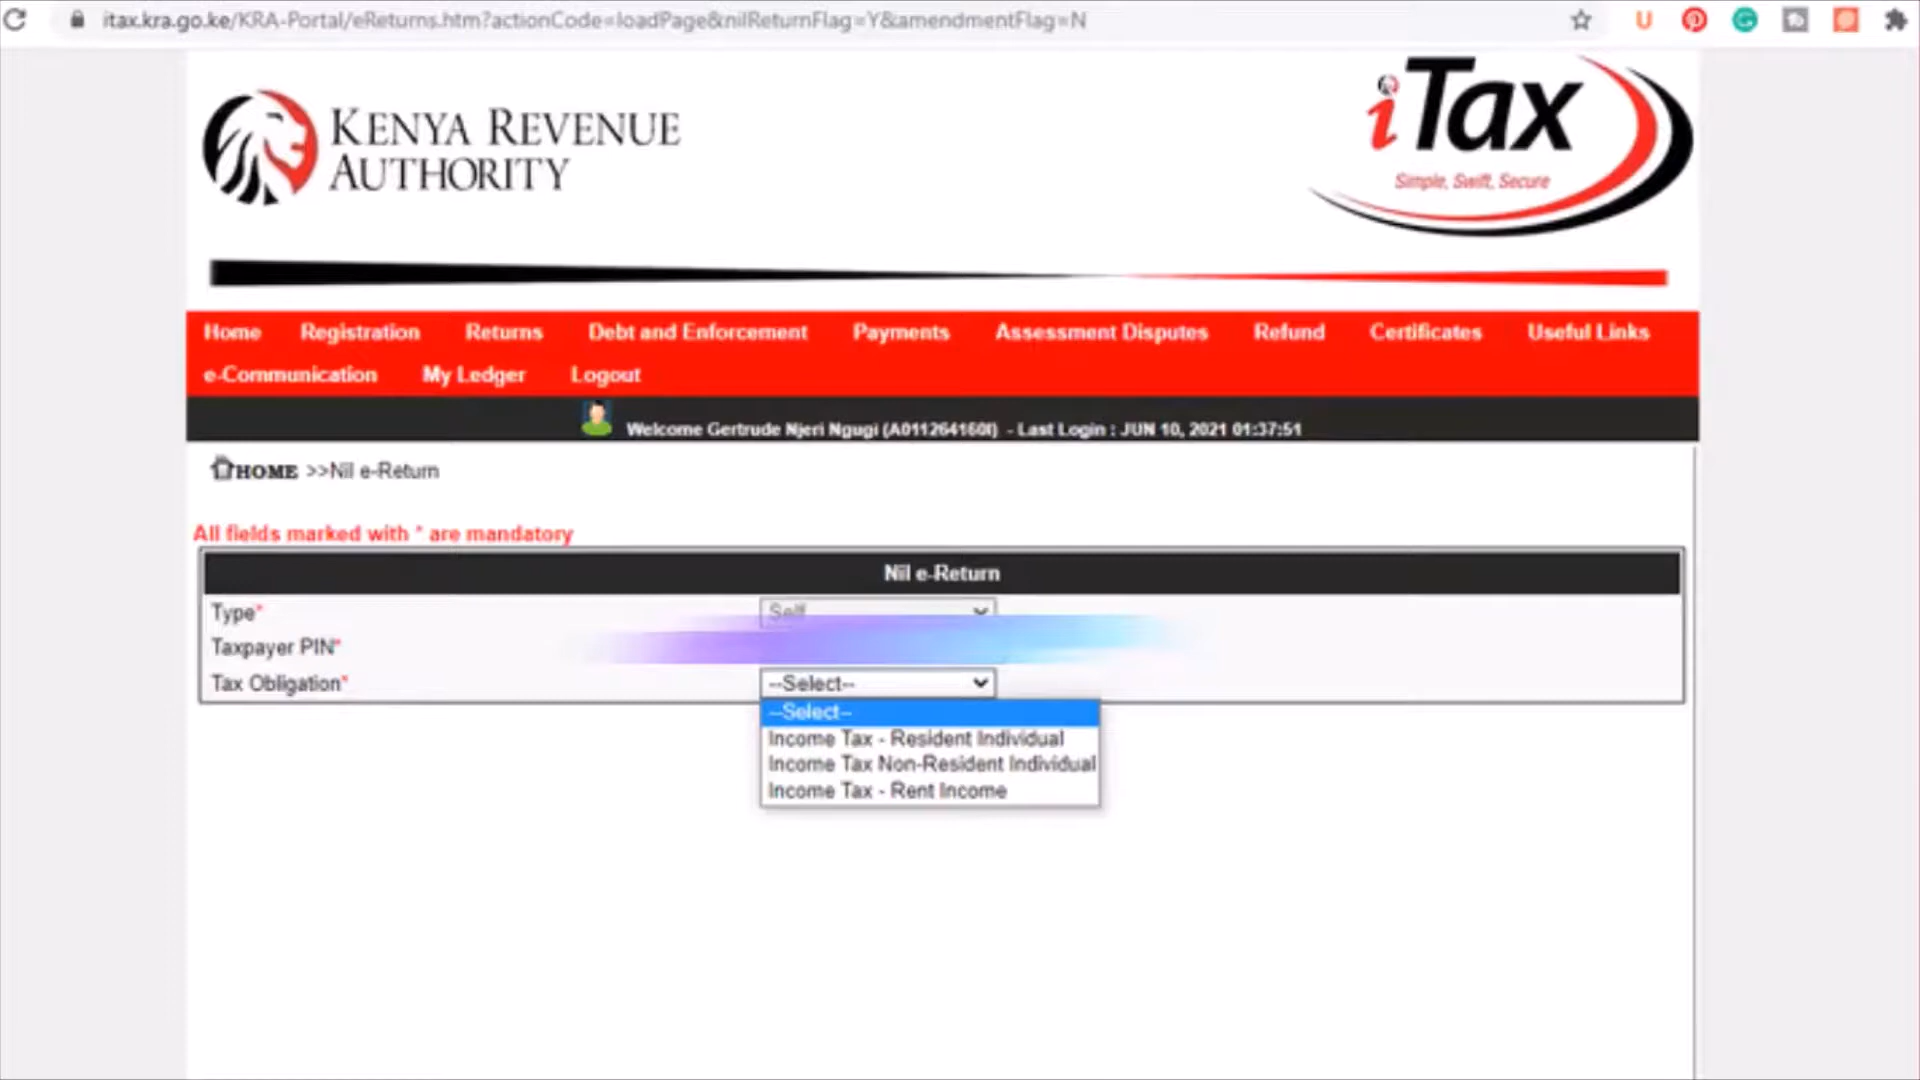 itax.kra.go.ke/KRA-Portal/eReturns.htm?actionCode=loadPage&nilReturnFlag=Y&amendmentFlag=N
KENYA REVENUE
AUTHORITY
iTax
Simple, Swift, Secure
Home Registration Returns Debt and Enforcement Payments Assessment Disputes Refund Certificates Useful Links
e-Communication My Ledger Logout
Welcome Gertrude Njeri Ngugi (A011264160I) - Last Login : JUN 10, 2021 01:37:51
HOME >>Nil e-Return
All fields marked with * are mandatory
Nil e-Return
Type* Self
Taxpayer PIN*
Tax Obligation* --Select--
--Select--
Income Tax - Resident Individual
Income Tax Non-Resident Individual
Income Tax - Rent Income